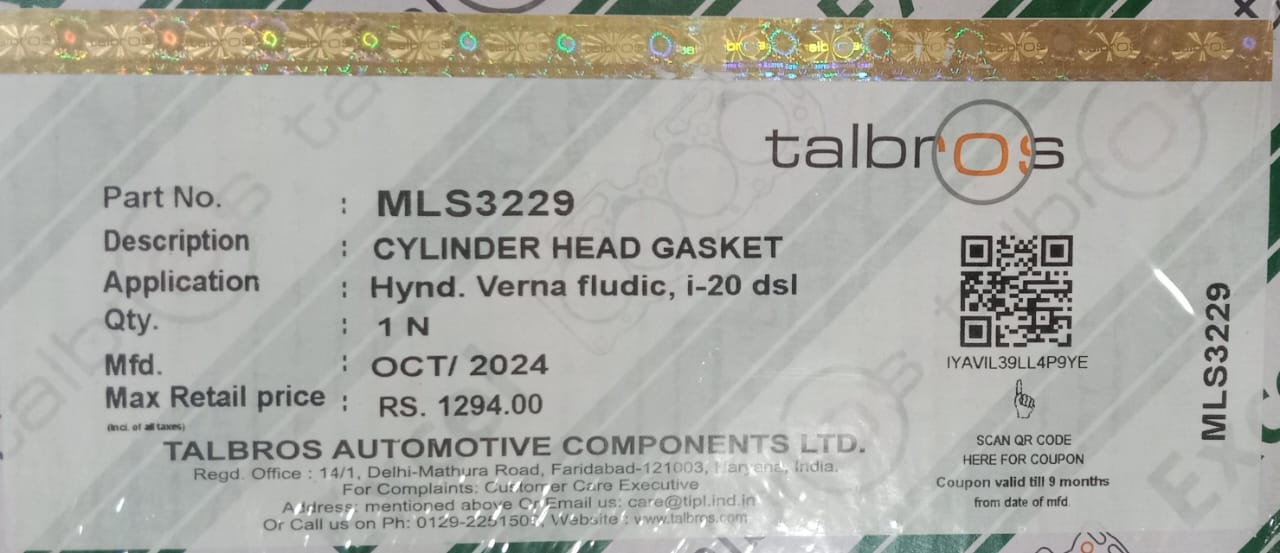 talbros
Part No. : MLS3229
Description : CYLINDER HEAD GASKET
Application : Hynd. Verna fludic, i-20 dsl
Qty. : 1 N
Mfd. : OCT/ 2024
Max Retail price : RS. 1294.00
(Incl. of all taxes)
IYAVIL39LL4P9YE
SCAN QR CODE
HERE FOR COUPON
Coupon valid till 9 months
from date of mfd
MLS3229
TALBROS AUTOMOTIVE COMPONENTS LTD.
Regd. Office : 14/1, Delhi-Mathura Road, Faridabad-121003, Haryana, India.
For Complaints: Customer Care Executive
Address mentioned above Or Email us: care@tipl.ind.in
Or Call us on Ph: 0129-2251501, Website : www.talbros.com